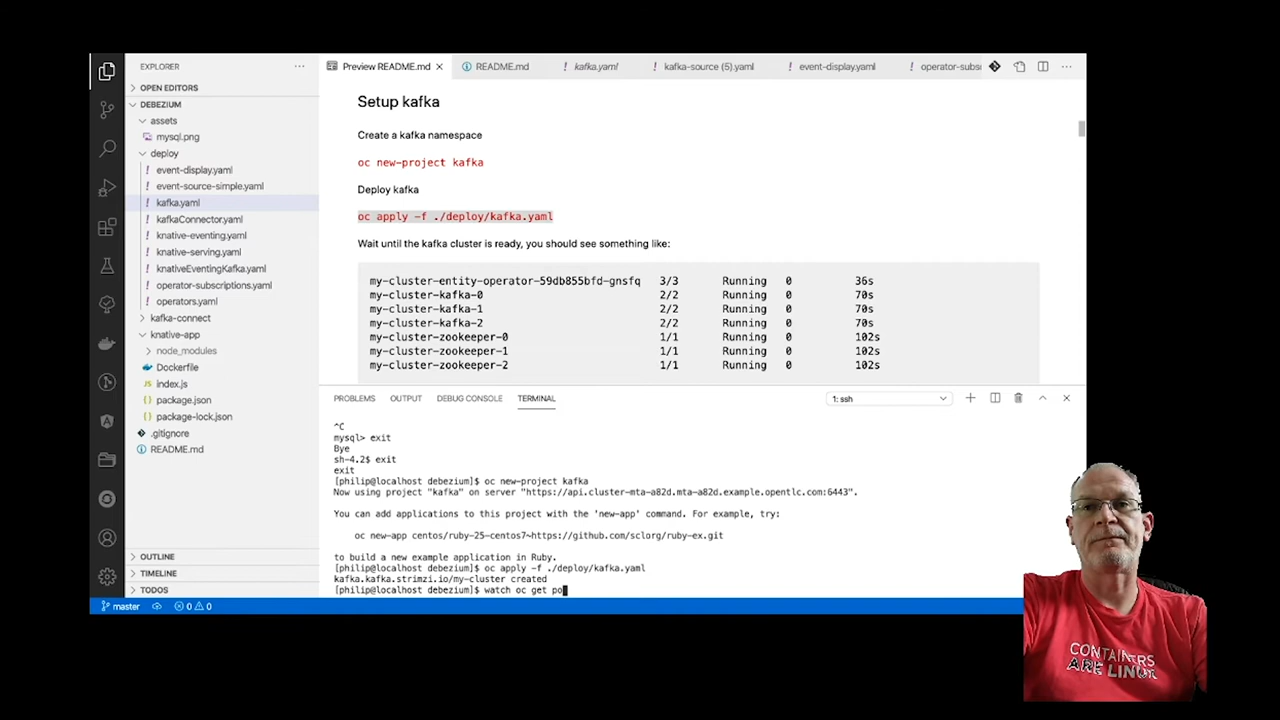 EXPLORER
OPEN EDITORS
DEBEZIUM
assets
mysql.png
deploy
event-display.yaml
event-source-simple.yaml
kafka.yaml
kafkaConnector.yaml
knative-eventing.yaml
knative-serving.yaml
knativeEventingKafka.yaml
operator-subscriptions.yaml
operators.yaml
kafka-connect
knative-app
node_modules
Dockerfile
index.js
package.json
package-lock.json
.gitignore
README.md
OUTLINE
TIMELINE
TODOS
master 0 0
Preview README.md README.md kafka.yaml kafka-source (5).yaml event-display.yaml operator-subs
Setup kafka
Create a kafka namespace
oc new-project kafka
Deploy kafka
oc apply -f ./deploy/kafka.yaml
Wait until the kafka cluster is ready, you should see something like:
my-cluster-entity-operator-59db855bfd-gnsfq 3/3 Running 0 36s
my-cluster-kafka-0 2/2 Running 0 70s
my-cluster-kafka-1 2/2 Running 0 70s
my-cluster-kafka-2 2/2 Running 0 70s
my-cluster-zookeeper-0 1/1 Running 0 102s
my-cluster-zookeeper-1 1/1 Running 0 102s
my-cluster-zookeeper-2 1/1 Running 0 102s
PROBLEMS OUTPUT DEBUG CONSOLE TERMINAL 1: ssh
^C
mysql> exit
Bye
sh-4.2$ exit
exit
[philip@localhost debezium]$ oc new-project kafka
Now using project "kafka" on server "https://api.cluster-mta-a82d.mta-a82d.example.opentlc.com:6443".
You can add applications to this project with the 'new-app' command. For example, try:
oc new-app centos/ruby-25-centos7~https://github.com/sclorg/ruby-ex.git
to build a new example application in Ruby.
[philip@localhost debezium]$ oc apply -f ./deploy/kafka.yaml
kafka.kafka.strimzi.io/my-cluster created
[philip@localhost debezium]$ watch oc get po
CONTAINERS
ARE LINUX